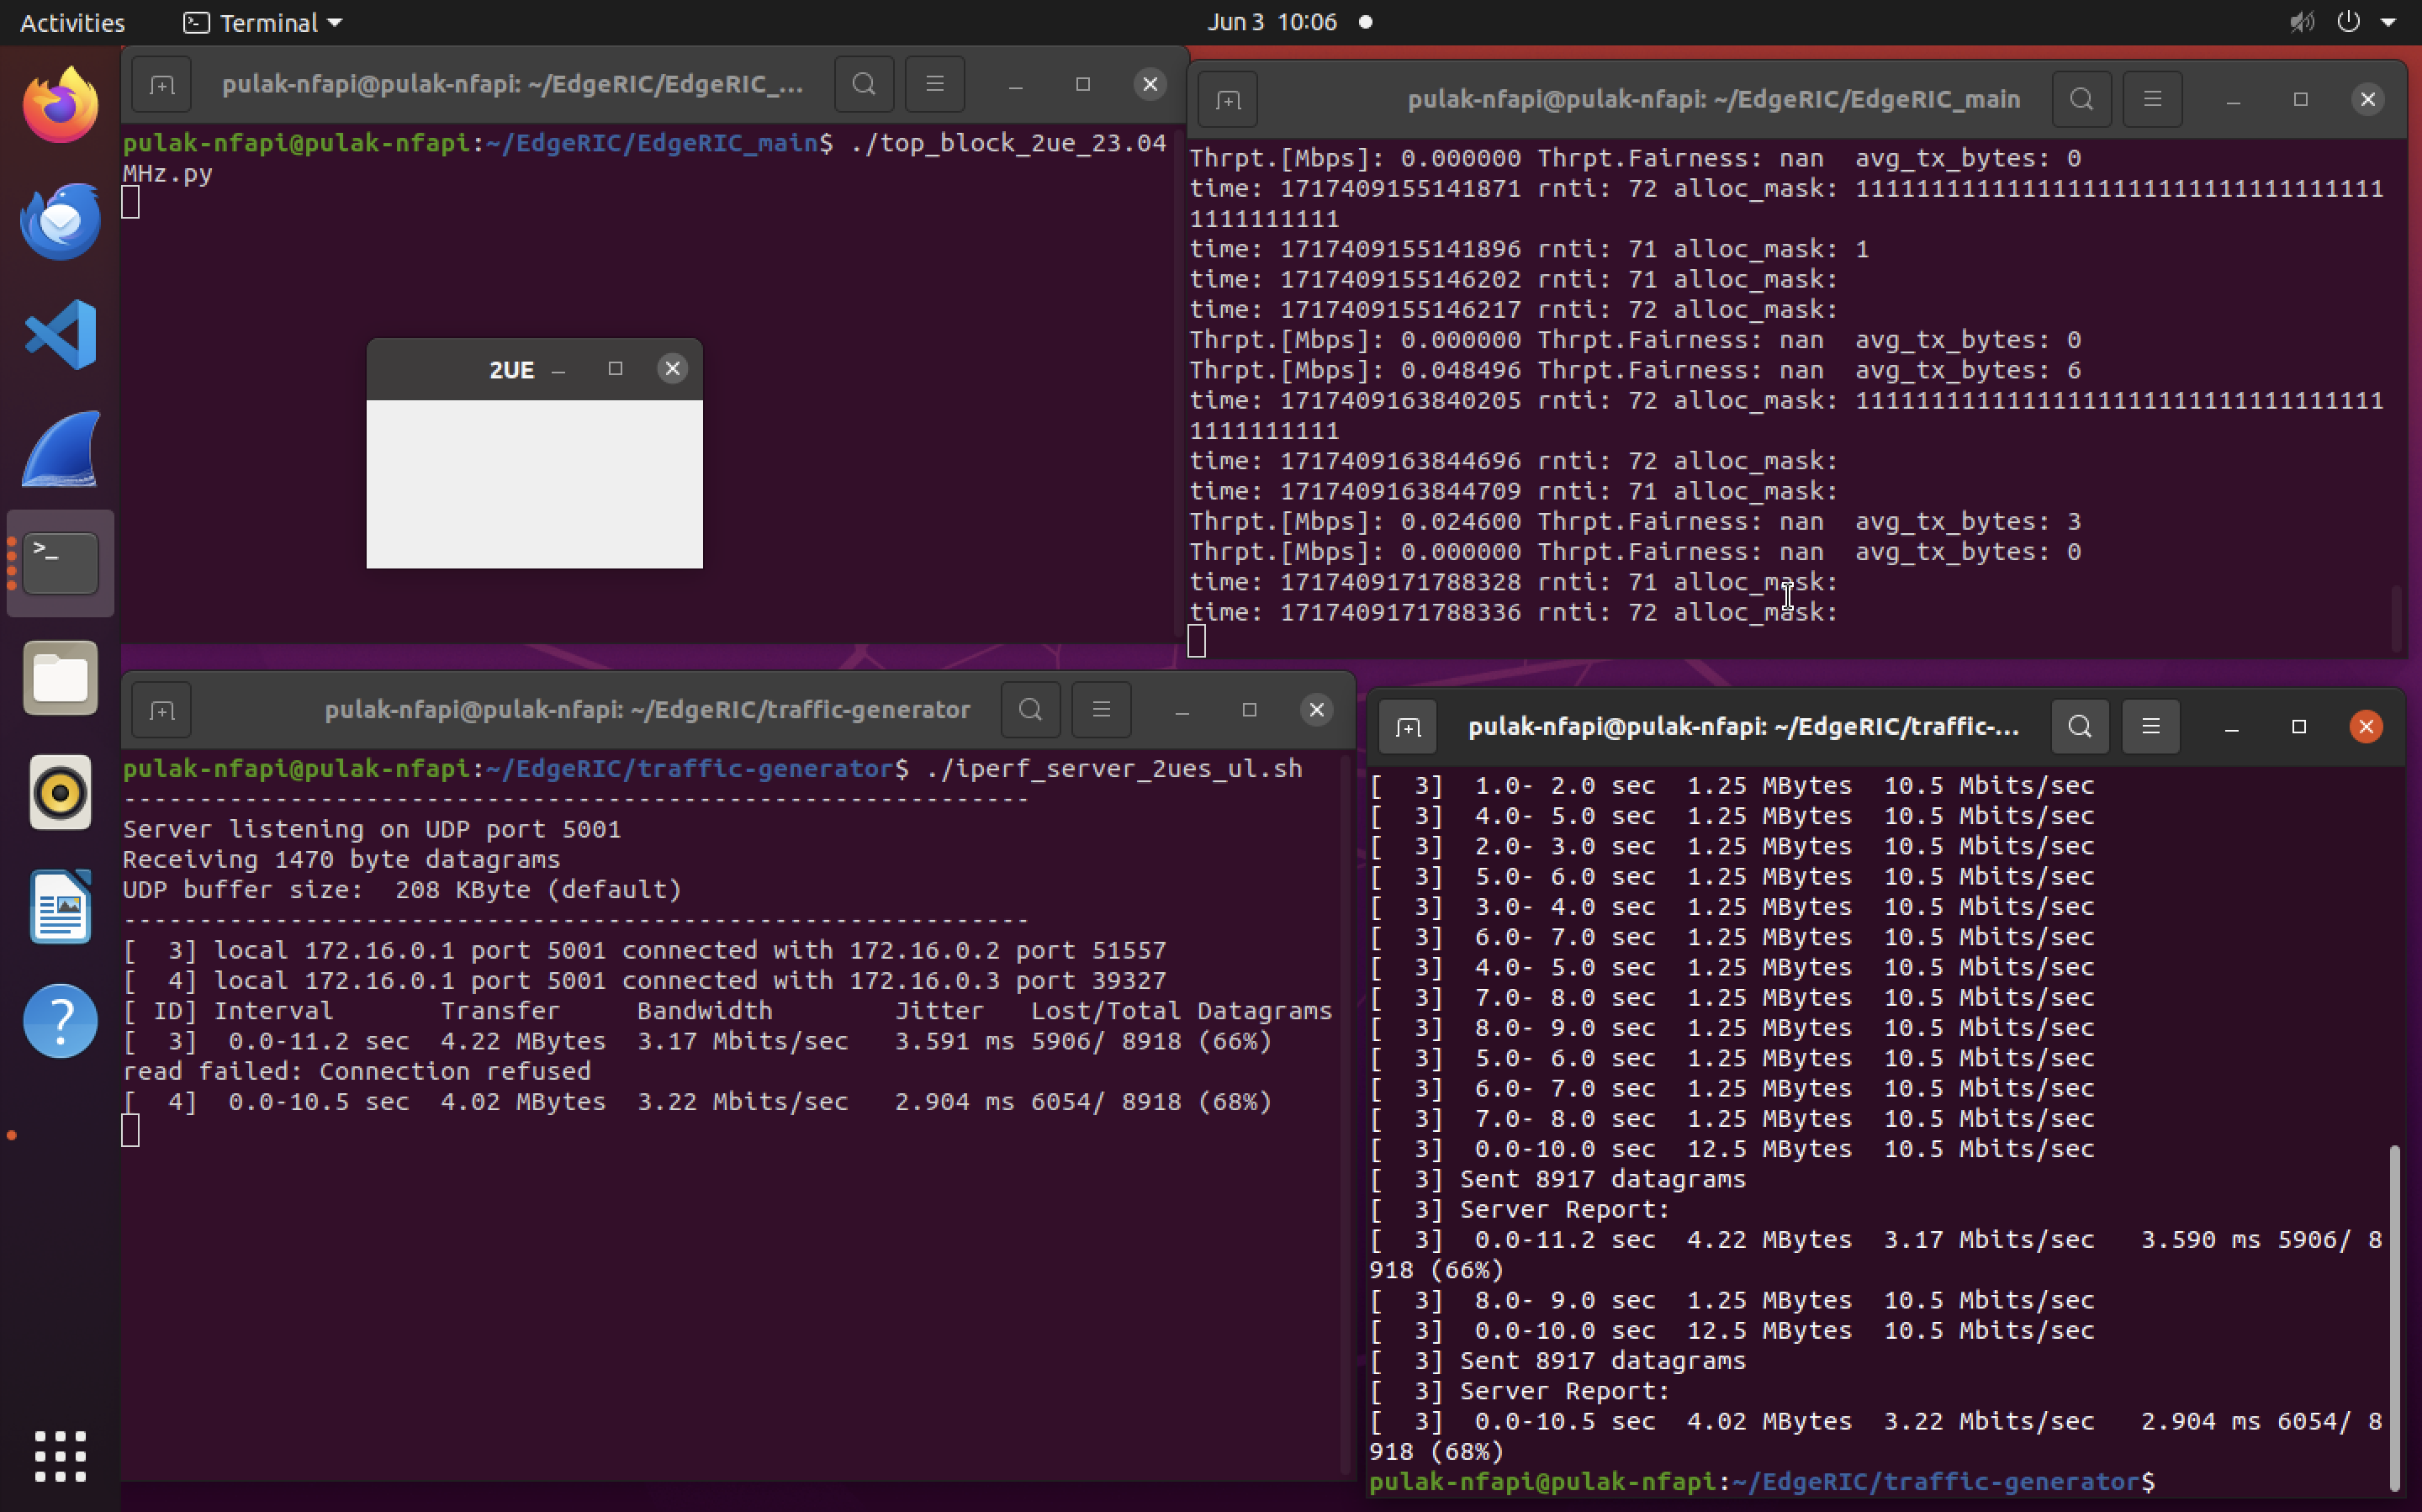 Activities Terminal Jun 3 10:06
pulak-nfapi@pulak-nfapi: ~/EdgeRIC/EdgeRIC_...
pulak-nfapi@pulak-nfapi:~/EdgeRIC/EdgeRIC_main$ ./top_block_2ue_23.04
MHz.py
2UE
pulak-nfapi@pulak-nfapi: ~/EdgeRIC/EdgeRIC_main
Thrpt.[Mbps]: 0.000000 Thrpt.Fairness: nan  avg_tx_bytes: 0
time: 1717409155141871 rnti: 72 alloc_mask: 11111111111111111111111111111111111
1111111111
time: 1717409155141896 rnti: 71 alloc_mask: 1
time: 1717409155146202 rnti: 71 alloc_mask:
time: 1717409155146217 rnti: 72 alloc_mask:
Thrpt.[Mbps]: 0.000000 Thrpt.Fairness: nan  avg_tx_bytes: 0
Thrpt.[Mbps]: 0.048496 Thrpt.Fairness: nan  avg_tx_bytes: 6
time: 1717409163840205 rnti: 72 alloc_mask: 11111111111111111111111111111111111
1111111111
time: 1717409163844696 rnti: 72 alloc_mask:
time: 1717409163844709 rnti: 71 alloc_mask:
Thrpt.[Mbps]: 0.024600 Thrpt.Fairness: nan  avg_tx_bytes: 3
Thrpt.[Mbps]: 0.000000 Thrpt.Fairness: nan  avg_tx_bytes: 0
time: 1717409171788328 rnti: 71 alloc_mask:
time: 1717409171788336 rnti: 72 alloc_mask:
pulak-nfapi@pulak-nfapi: ~/EdgeRIC/traffic-generator
pulak-nfapi@pulak-nfapi:~/EdgeRIC/traffic-generator$ ./iperf_server_2ues_ul.sh
------------------------------------------------------------
Server listening on UDP port 5001
Receiving 1470 byte datagrams
UDP buffer size:  208 KByte (default)
------------------------------------------------------------
[  3] local 172.16.0.1 port 5001 connected with 172.16.0.2 port 51557
[  4] local 172.16.0.1 port 5001 connected with 172.16.0.3 port 39327
[ ID] Interval       Transfer     Bandwidth        Jitter   Lost/Total Datagrams
[  3]  0.0-11.2 sec  4.22 MBytes  3.17 Mbits/sec   3.591 ms 5906/ 8918 (66%)
read failed: Connection refused
[  4]  0.0-10.5 sec  4.02 MBytes  3.22 Mbits/sec   2.904 ms 6054/ 8918 (68%)
pulak-nfapi@pulak-nfapi: ~/EdgeRIC/traffic-...
[  3]  1.0- 2.0 sec  1.25 MBytes  10.5 Mbits/sec
[  3]  4.0- 5.0 sec  1.25 MBytes  10.5 Mbits/sec
[  3]  2.0- 3.0 sec  1.25 MBytes  10.5 Mbits/sec
[  3]  5.0- 6.0 sec  1.25 MBytes  10.5 Mbits/sec
[  3]  3.0- 4.0 sec  1.25 MBytes  10.5 Mbits/sec
[  3]  6.0- 7.0 sec  1.25 MBytes  10.5 Mbits/sec
[  3]  4.0- 5.0 sec  1.25 MBytes  10.5 Mbits/sec
[  3]  7.0- 8.0 sec  1.25 MBytes  10.5 Mbits/sec
[  3]  8.0- 9.0 sec  1.25 MBytes  10.5 Mbits/sec
[  3]  5.0- 6.0 sec  1.25 MBytes  10.5 Mbits/sec
[  3]  6.0- 7.0 sec  1.25 MBytes  10.5 Mbits/sec
[  3]  7.0- 8.0 sec  1.25 MBytes  10.5 Mbits/sec
[  3]  0.0-10.0 sec  12.5 MBytes  10.5 Mbits/sec
[  3] Sent 8917 datagrams
[  3] Server Report:
[  3]  0.0-11.2 sec  4.22 MBytes  3.17 Mbits/sec   3.590 ms 5906/ 8
918 (66%)
[  3]  8.0- 9.0 sec  1.25 MBytes  10.5 Mbits/sec
[  3]  0.0-10.0 sec  12.5 MBytes  10.5 Mbits/sec
[  3] Sent 8917 datagrams
[  3] Server Report:
[  3]  0.0-10.5 sec  4.02 MBytes  3.22 Mbits/sec   2.904 ms 6054/ 8
918 (68%)
pulak-nfapi@pulak-nfapi:~/EdgeRIC/traffic-generator$